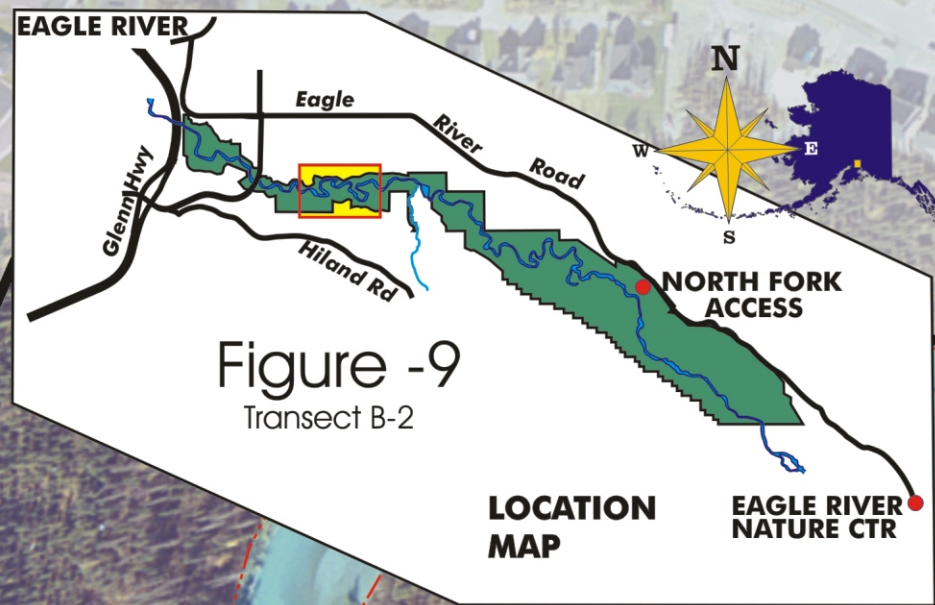 EAGLE RIVER
Eagle
River
Road
Glenn Hwy
Hiland Rd
N
W
E
S
NORTH FORK
ACCESS
Figure -9
Transect B-2
LOCATION
MAP
EAGLE RIVER
NATURE CTR